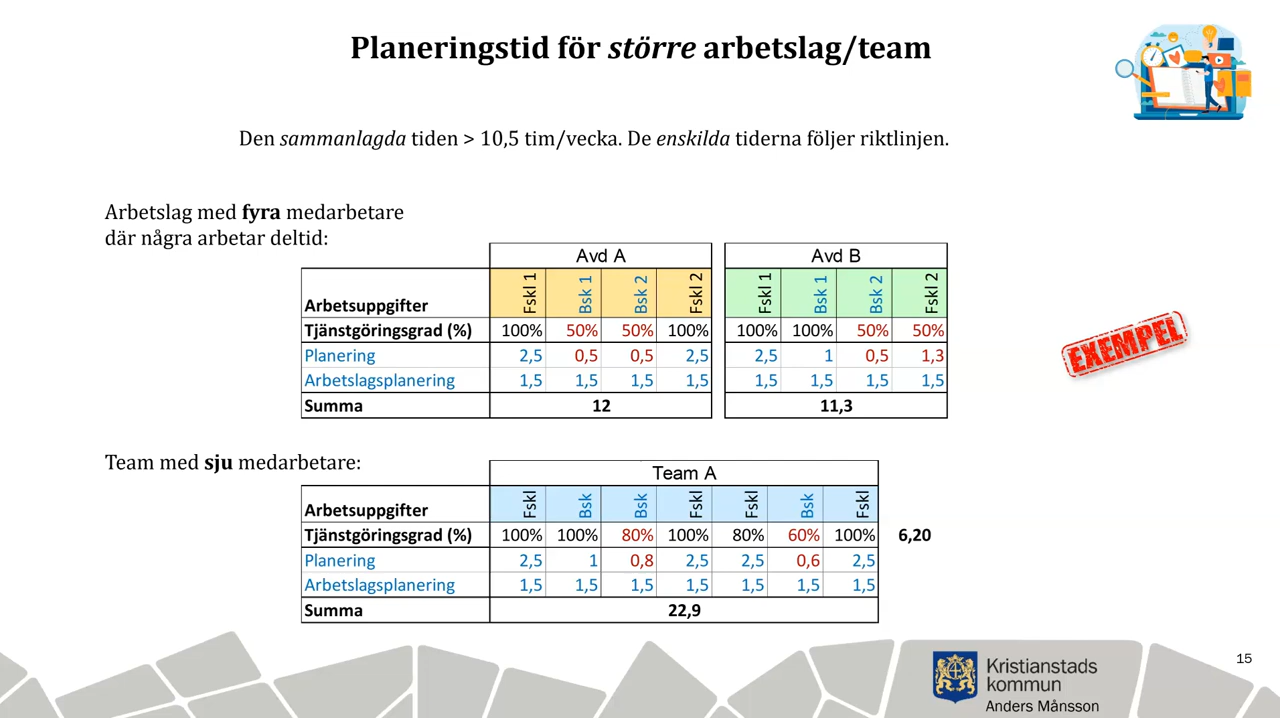 Planeringstid för större arbetslag/team
Den sammanlagda tiden > 10,5 tim/vecka. De enskilda tiderna följer riktlinjen.
Arbetslag med fyra medarbetare
där några arbetar deltid:
Avd A Avd B
Arbetsuppgifter Fskl 1 Bsk 1 Bsk 2 Fskl 2 Fskl 1 Bsk 1 Bsk 2 Fskl 2
Tjänstgöringsgrad (%) 100% 50% 50% 100% 100% 100% 50% 50%
Planering 2,5 0,5 0,5 2,5 2,5 1 0,5 1,3
Arbetslagsplanering 1,5 1,5 1,5 1,5 1,5 1,5 1,5 1,5
Summa 12 11,3
EXEMPEL
Team med sju medarbetare:
Team A
Arbetsuppgifter Fskl Bsk Bsk Fskl Fskl Bsk Fskl
Tjänstgöringsgrad (%) 100% 100% 80% 100% 80% 60% 100% 6,20
Planering 2,5 1 0,8 2,5 2,5 0,6 2,5
Arbetslagsplanering 1,5 1,5 1,5 1,5 1,5 1,5 1,5
Summa 22,9
15
Kristianstads
kommun
Anders Månsson